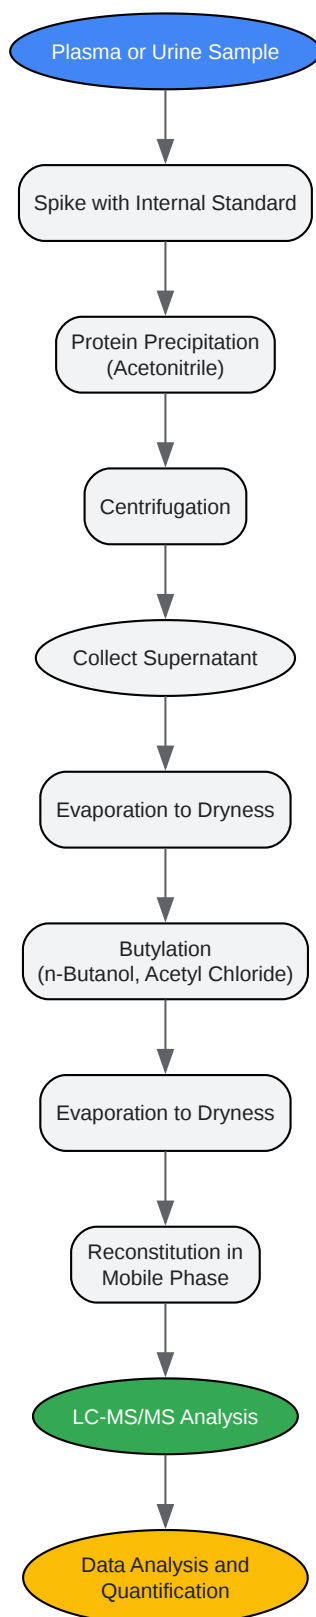 Plasma or Urine Sample
Spike with Internal Standard
Protein Precipitation
(Acetonitrile)
Centrifugation
Collect Supernatant
Evaporation to Dryness
Butylation
(n-Butanol, Acetyl Chloride)
Evaporation to Dryness
Reconstitution in
Mobile Phase
LC-MS/MS Analysis
Data Analysis and
Quantification